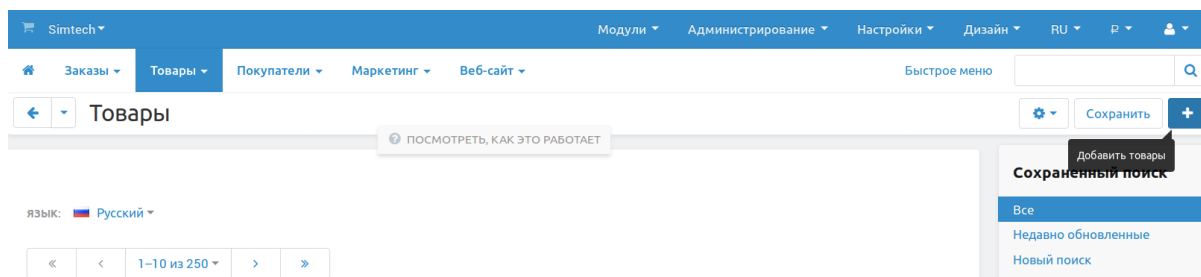 Simtech Модули Администрирование Настройки Дизайн RU ₽
Заказы Товары Покупатели Маркетинг Веб-сайт Быстрое меню
Товары Сохранить +
ПОСМОТРЕТЬ, КАК ЭТО РАБОТАЕТ
Добавить товары
Сохраненный поиск
язык: Русский
Все
Недавно обновленные
« ‹ 1–10 из 250 › »
Новый поиск